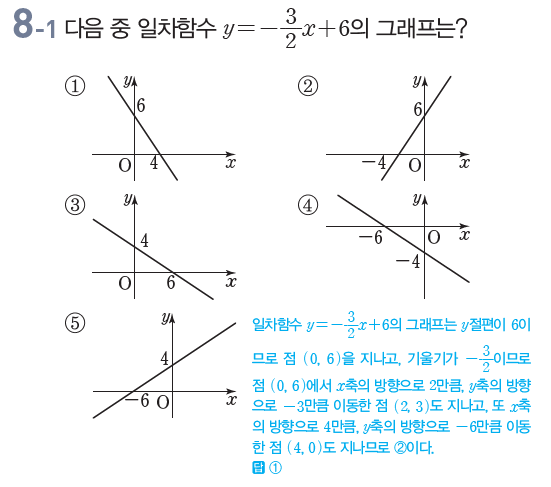 8-1 다음 중 일차함수 y=-3/2x+6의 그래프는?
① y 6 O 4 x
② y 6 -4 O x
③ y 4 O 6 x
④ y -6 O x -4
⑤ y 4 -6 O x
일차함수 y=-3/2x+6의 그래프는 y절편이 6이
므로 점 (0, 6)을 지나고, 기울기가 -3/2이므로
점 (0, 6)에서 x축의 방향으로 2만큼, y축의 방향
으로 -3만큼 이동한 점 (2, 3)도 지나고, 또 x축
의 방향으로 4만큼, y축의 방향으로 -6만큼 이동
한 점 (4, 0)도 지나므로 ②이다.
답 ①